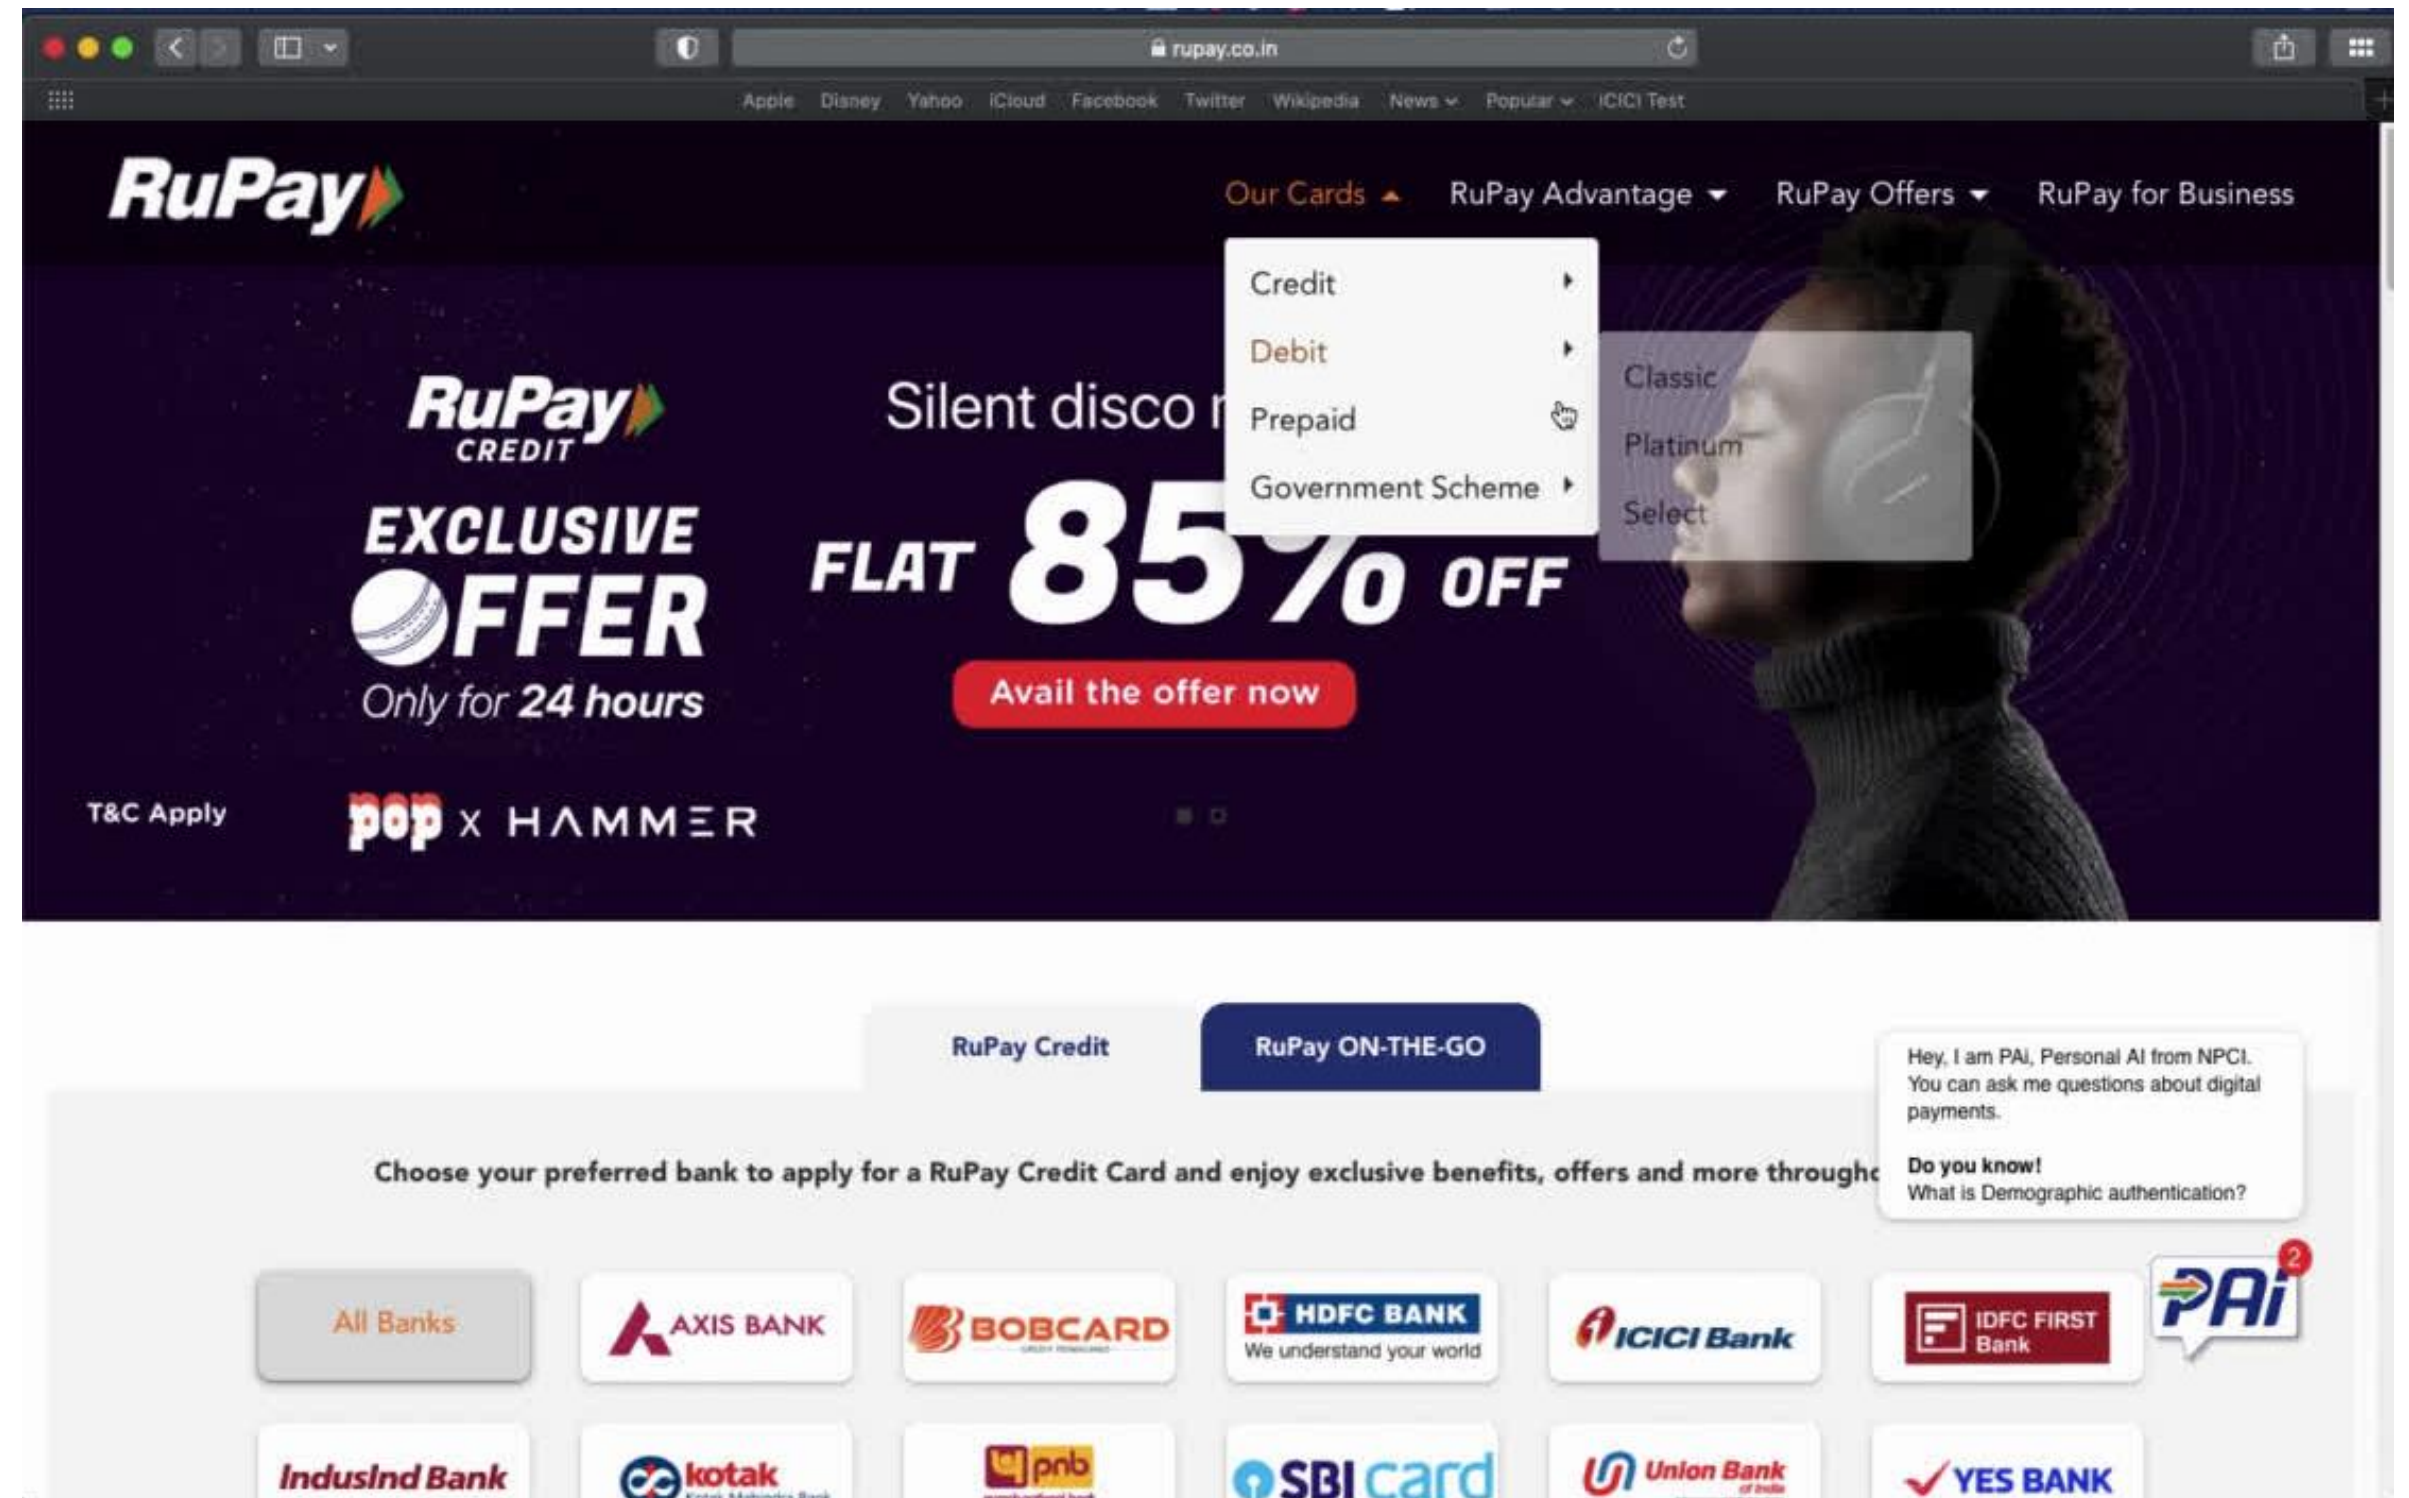 rupay.co.in
Apple Disney Yahoo iCloud Facebook Twitter Wikipedia News Popular ICICI Test
RuPay
Our Cards RuPay Advantage RuPay Offers RuPay for Business
Credit
Debit
Prepaid
Government Scheme
Classic
Platinum
Select
RuPay
CREDIT
EXCLUSIVE
OFFER
Only for 24 hours
Silent disco
FLAT 85% OFF
Avail the offer now
T&C Apply
pop x HAMMER
RuPay Credit
RuPay ON-THE-GO
Choose your preferred bank to apply for a RuPay Credit Card and enjoy exclusive benefits, offers and more
Hey, I am PAi, Personal AI from NPCI.
You can ask me questions about digital
payments.
Do you know!
What is Demographic authentication?
PAi
2
All Banks
AXIS BANK
BOBCARD
HDFC BANK
We understand your world
ICICI Bank
IDFC FIRST
Bank
IndusInd Bank
kotak
Kotak Mahindra Bank
pnb
SBI card
Union Bank
of India
YES BANK